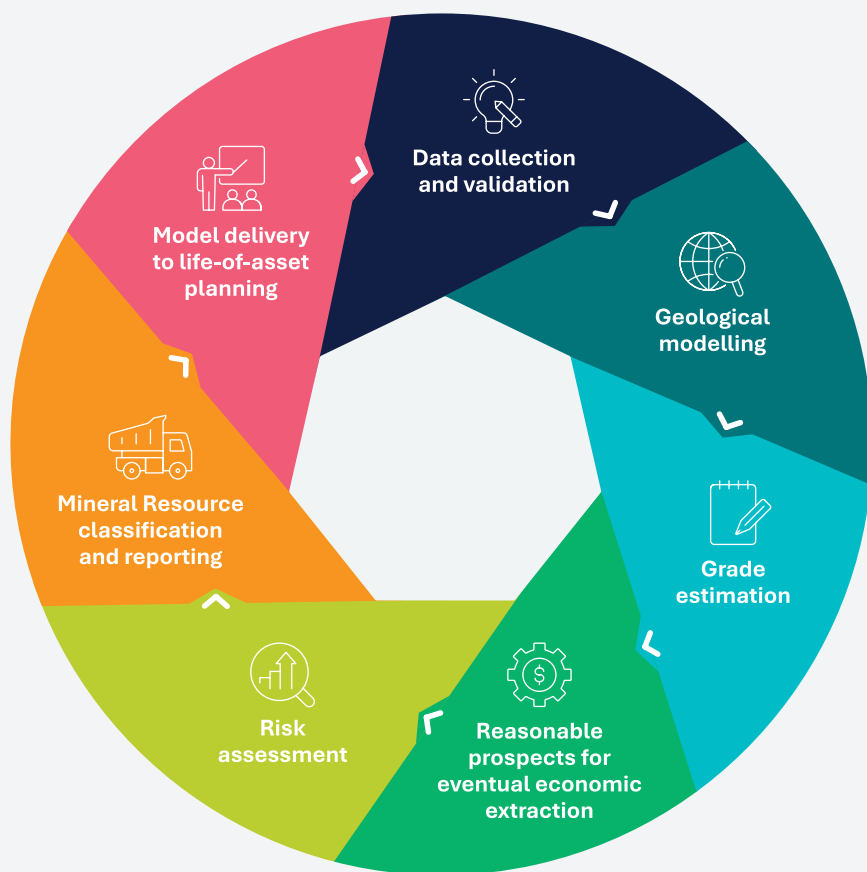 Data collection
and validation
Geological
modelling
Grade
estimation
Reasonable
prospects for
eventual economic
extraction
Risk
assessment
Mineral Resource
classification
and reporting
Model delivery
to life-of-asset
planning
$